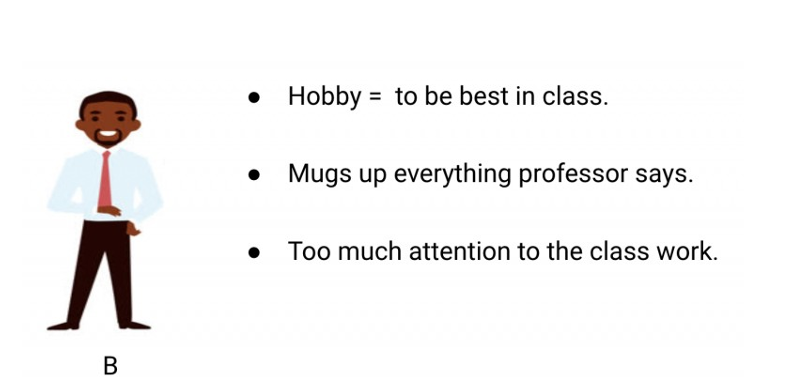 ● Hobby = to be best in class.
● Mugs up everything professor says.
● Too much attention to the class work.
B